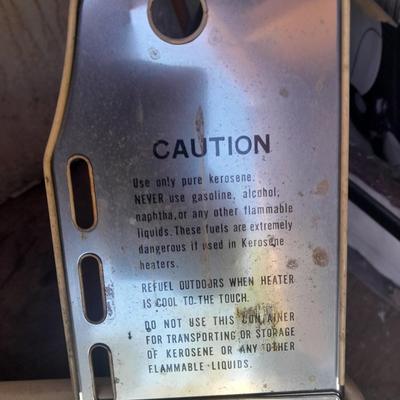 CAUTION
Use only pure kerosene.
NEVER use gasoline, alcohol,
naphtha, or any other flammable
liquids. These fuels are extremely
dangerous if used in Kerosene
heaters.
REFUEL OUTDOORS WHEN HEATER
IS COOL TO THE TOUCH.
DO NOT USE THIS CONTAINER
FOR TRANSPORTING OR STORAGE
OF KEROSENE OR ANY OTHER
FLAMMABLE LIQUIDS.